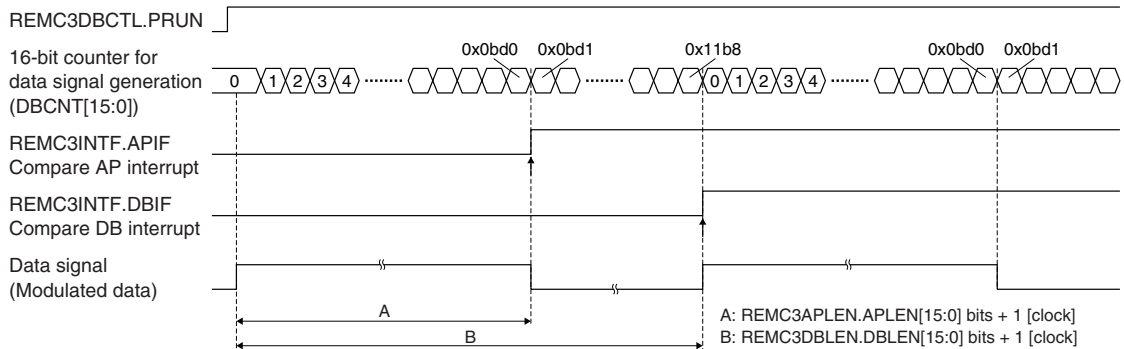 REMC3DBCTL.PRUN
16-bit counter for
data signal generation
(DBCNT[15:0])
0x0bd0 0x0bd1 0x11b8 0x0bd0 0x0bd1
0 1 2 3 4 0 1 2 3 4
REMC3INTF.APIF
Compare AP interrupt
REMC3INTF.DBIF
Compare DB interrupt
Data signal
(Modulated data)
A
B
A: REMC3APLEN.APLEN[15:0] bits + 1 [clock]
B: REMC3DBLEN.DBLEN[15:0] bits + 1 [clock]